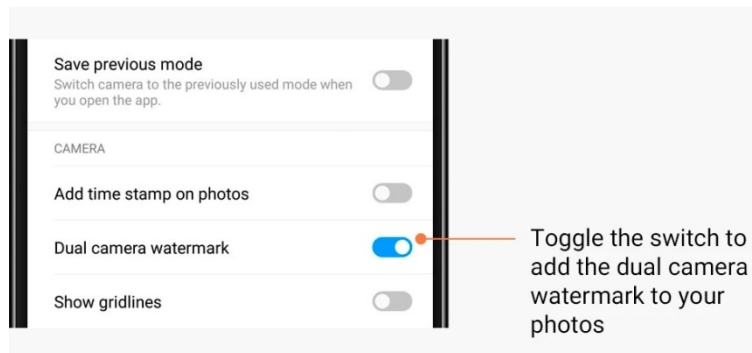 Save previous mode
Switch camera to the previously used mode when
you open the app.
CAMERA
Add time stamp on photos
Dual camera watermark
Show gridlines
Toggle the switch to
add the dual camera
watermark to your
photos